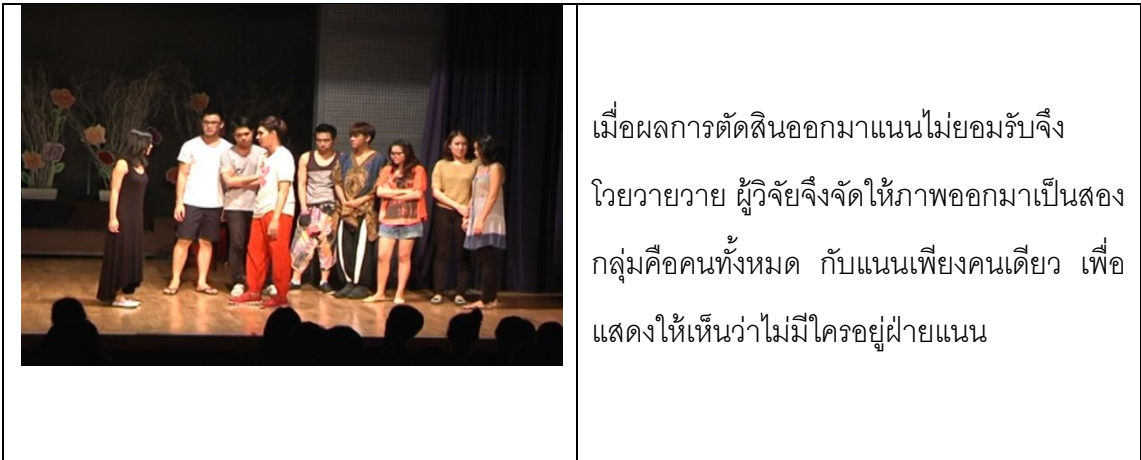 เมื่อผลการตัดสินออกมาแนนไม่ยอมรับจึง
โวยวายวาย ผู้วิจัยจึงจัดให้ภาพออกมาเป็นสอง
กลุ่มคือคนทั้งหมด กับแนนเพียงคนเดียว เพื่อ
แสดงให้เห็นว่าไม่มีใครอยู่ฝ่ายแนน